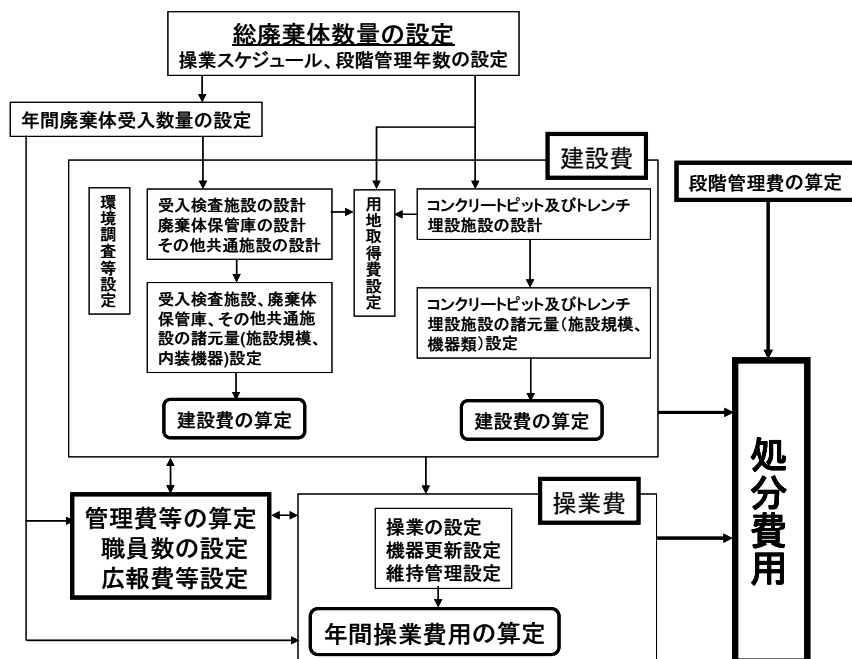 総廃棄体数量の設定
操業スケジュール、段階管理年数の設定
年間廃棄体受入数量の設定
建設費
段階管理費の算定
環境調査等設定
受入検査施設の設計
廃棄体保管庫の設計
その他共通施設の設計
用地取得費設定
コンクリートピット及びトレンチ
埋設施設の設計
受入検査施設、廃棄体
保管庫、その他共通施
設の諸元量(施設規模、
内装機器)設定
コンクリートピット及びトレンチ
埋設施設の諸元量(施設規模、
機器類)設定
建設費の算定
建設費の算定
処分費用
管理費等の算定
職員数の設定
広報費等設定
操業費
操業の設定
機器更新設定
維持管理設定
年間操業費用の算定